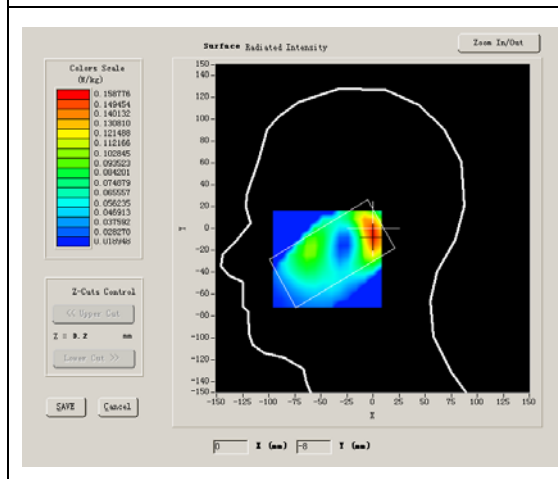 Surface Radiated Intensity
Zoom In/Out
Colors Scale
(W/kg)
0.158776
0.149454
0.140132
0.130810
0.121488
0.112166
0.102845
0.093523
0.084201
0.074879
0.065557
0.056235
0.046913
0.037592
0.028270
0.018948
150
140
120
100
80
60
40
20
0
-20
-40
-60
-80
-100
-120
-140
-150
Y
-150 -125 -100 -75 -50 -25 0 25 50 75 100 125 150
X
Z-Cuts Control
<< Upper Cut
Z = 0.2 mm
Lower Cut >>
SAVE
Cancel
0 X (mm) -8 Y (mm)